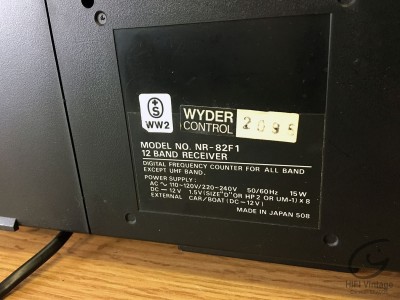 S
WW2
WYDER
CONTROL
2095
MODEL NO. NR-82F1
12 BAND RECEIVER
DIGITAL FREQUENCY COUNTER FOR ALL BAND
EXCEPT UHF BAND.
POWER SUPPLY:
AC ~ 110-120V/220-240V 50/60Hz 15W
DC ⎓ 12V 1.5V(SIZE"D"OR HP2 OR UM-1)×8
EXTERNAL CAR/BOAT(DC-12V)
MADE IN JAPAN 508
HiFi Vintage